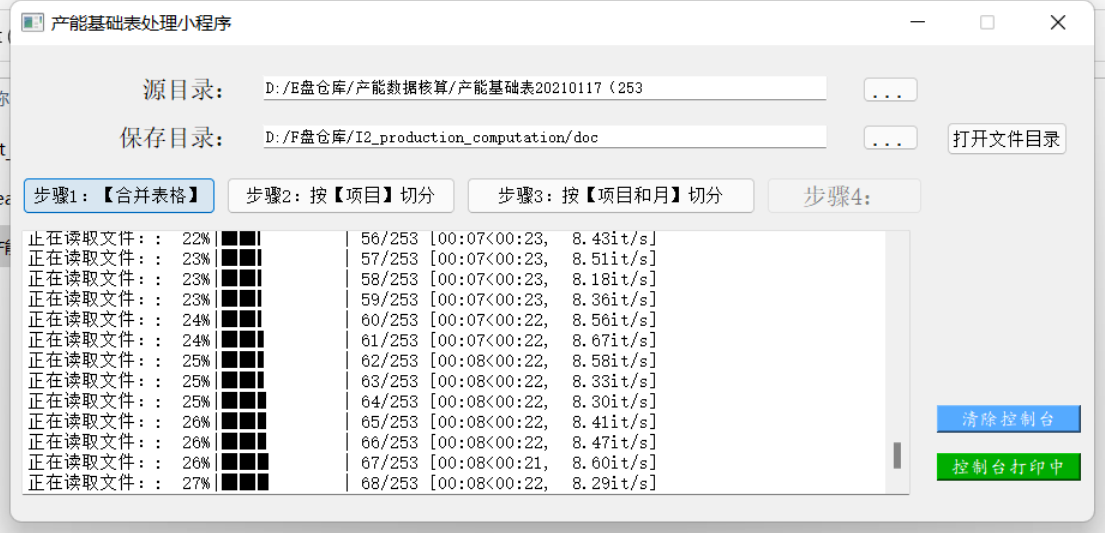 产能基础表处理小程序
源目录： D:/E盘仓库/产能数据核算/产能基础表20210117（253 ...
保存目录： D:/F盘仓库/I2_production_computation/doc ... 打开文件目录
步骤1：【合并表格】 步骤2：按【项目】切分 步骤3：按【项目和月】切分 步骤4：
正在读取文件：: 22%|██▏ | 56/253 [00:07<00:23, 8.43it/s]
正在读取文件：: 23%|██▎ | 57/253 [00:07<00:23, 8.51it/s]
正在读取文件：: 23%|██▎ | 58/253 [00:07<00:23, 8.18it/s]
正在读取文件：: 23%|██▎ | 59/253 [00:07<00:23, 8.36it/s]
正在读取文件：: 24%|██▎ | 60/253 [00:07<00:22, 8.56it/s]
正在读取文件：: 24%|██▍ | 61/253 [00:07<00:22, 8.67it/s]
正在读取文件：: 25%|██▍ | 62/253 [00:08<00:22, 8.58it/s]
正在读取文件：: 25%|██▍ | 63/253 [00:08<00:22, 8.33it/s]
正在读取文件：: 25%|██▌ | 64/253 [00:08<00:22, 8.30it/s]
正在读取文件：: 26%|██▌ | 65/253 [00:08<00:22, 8.41it/s]
正在读取文件：: 26%|██▌ | 66/253 [00:08<00:22, 8.47it/s]
正在读取文件：: 26%|██▋ | 67/253 [00:08<00:21, 8.60it/s]
正在读取文件：: 27%|██▋ | 68/253 [00:08<00:22, 8.29it/s]
清除控制台
控制台打印中